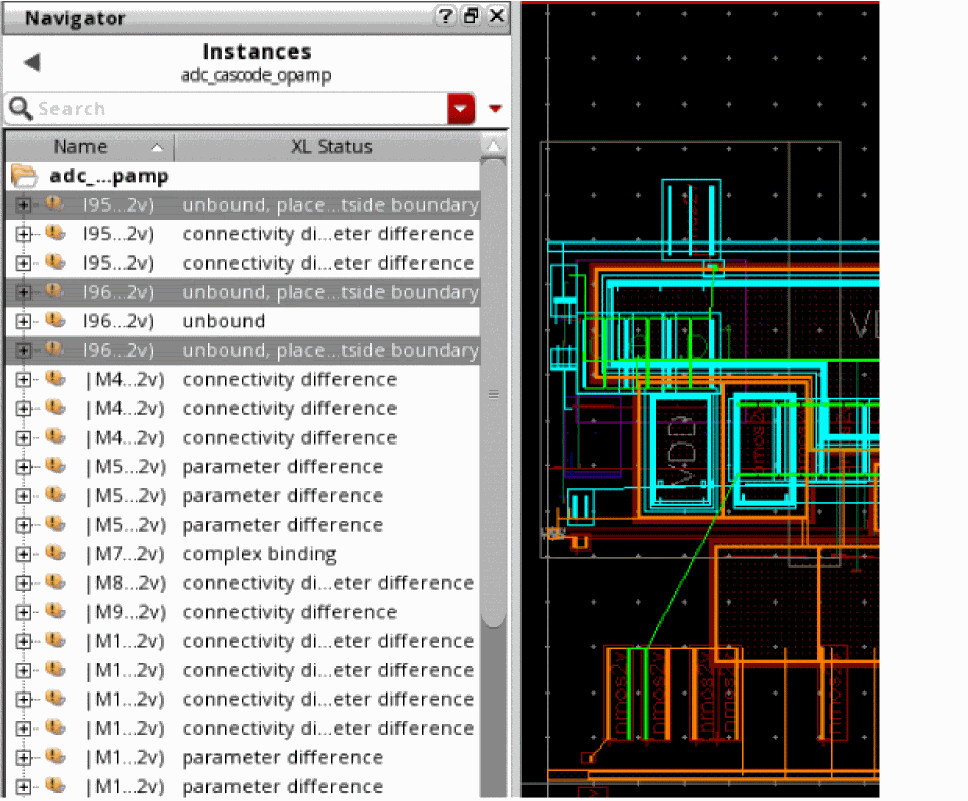 Navigator
Instances
adc_cascode_opamp
Search
Name XL Status
adc_...pamp
I95...2v) unbound, place...tside boundary
I95...2v) connectivity di...eter difference
I95...2v) connectivity di...eter difference
I96...2v) unbound, place...tside boundary
I96...2v) unbound
I96...2v) unbound, place...tside boundary
|M4...2v) connectivity difference
|M4...2v) connectivity difference
|M4...2v) connectivity difference
|M5...2v) parameter difference
|M5...2v) parameter difference
|M5...2v) parameter difference
|M7...2v) complex binding
|M8...2v) connectivity di...eter difference
|M9...2v) connectivity difference
|M1...2v) connectivity di...eter difference
|M1...2v) connectivity di...eter difference
|M1...2v) connectivity di...eter difference
|M1...2v) connectivity di...eter difference
|M1...2v) parameter difference
|M1...2v) parameter difference
VDD
nmos2v
nmos2v
nmos2v
nmos2v